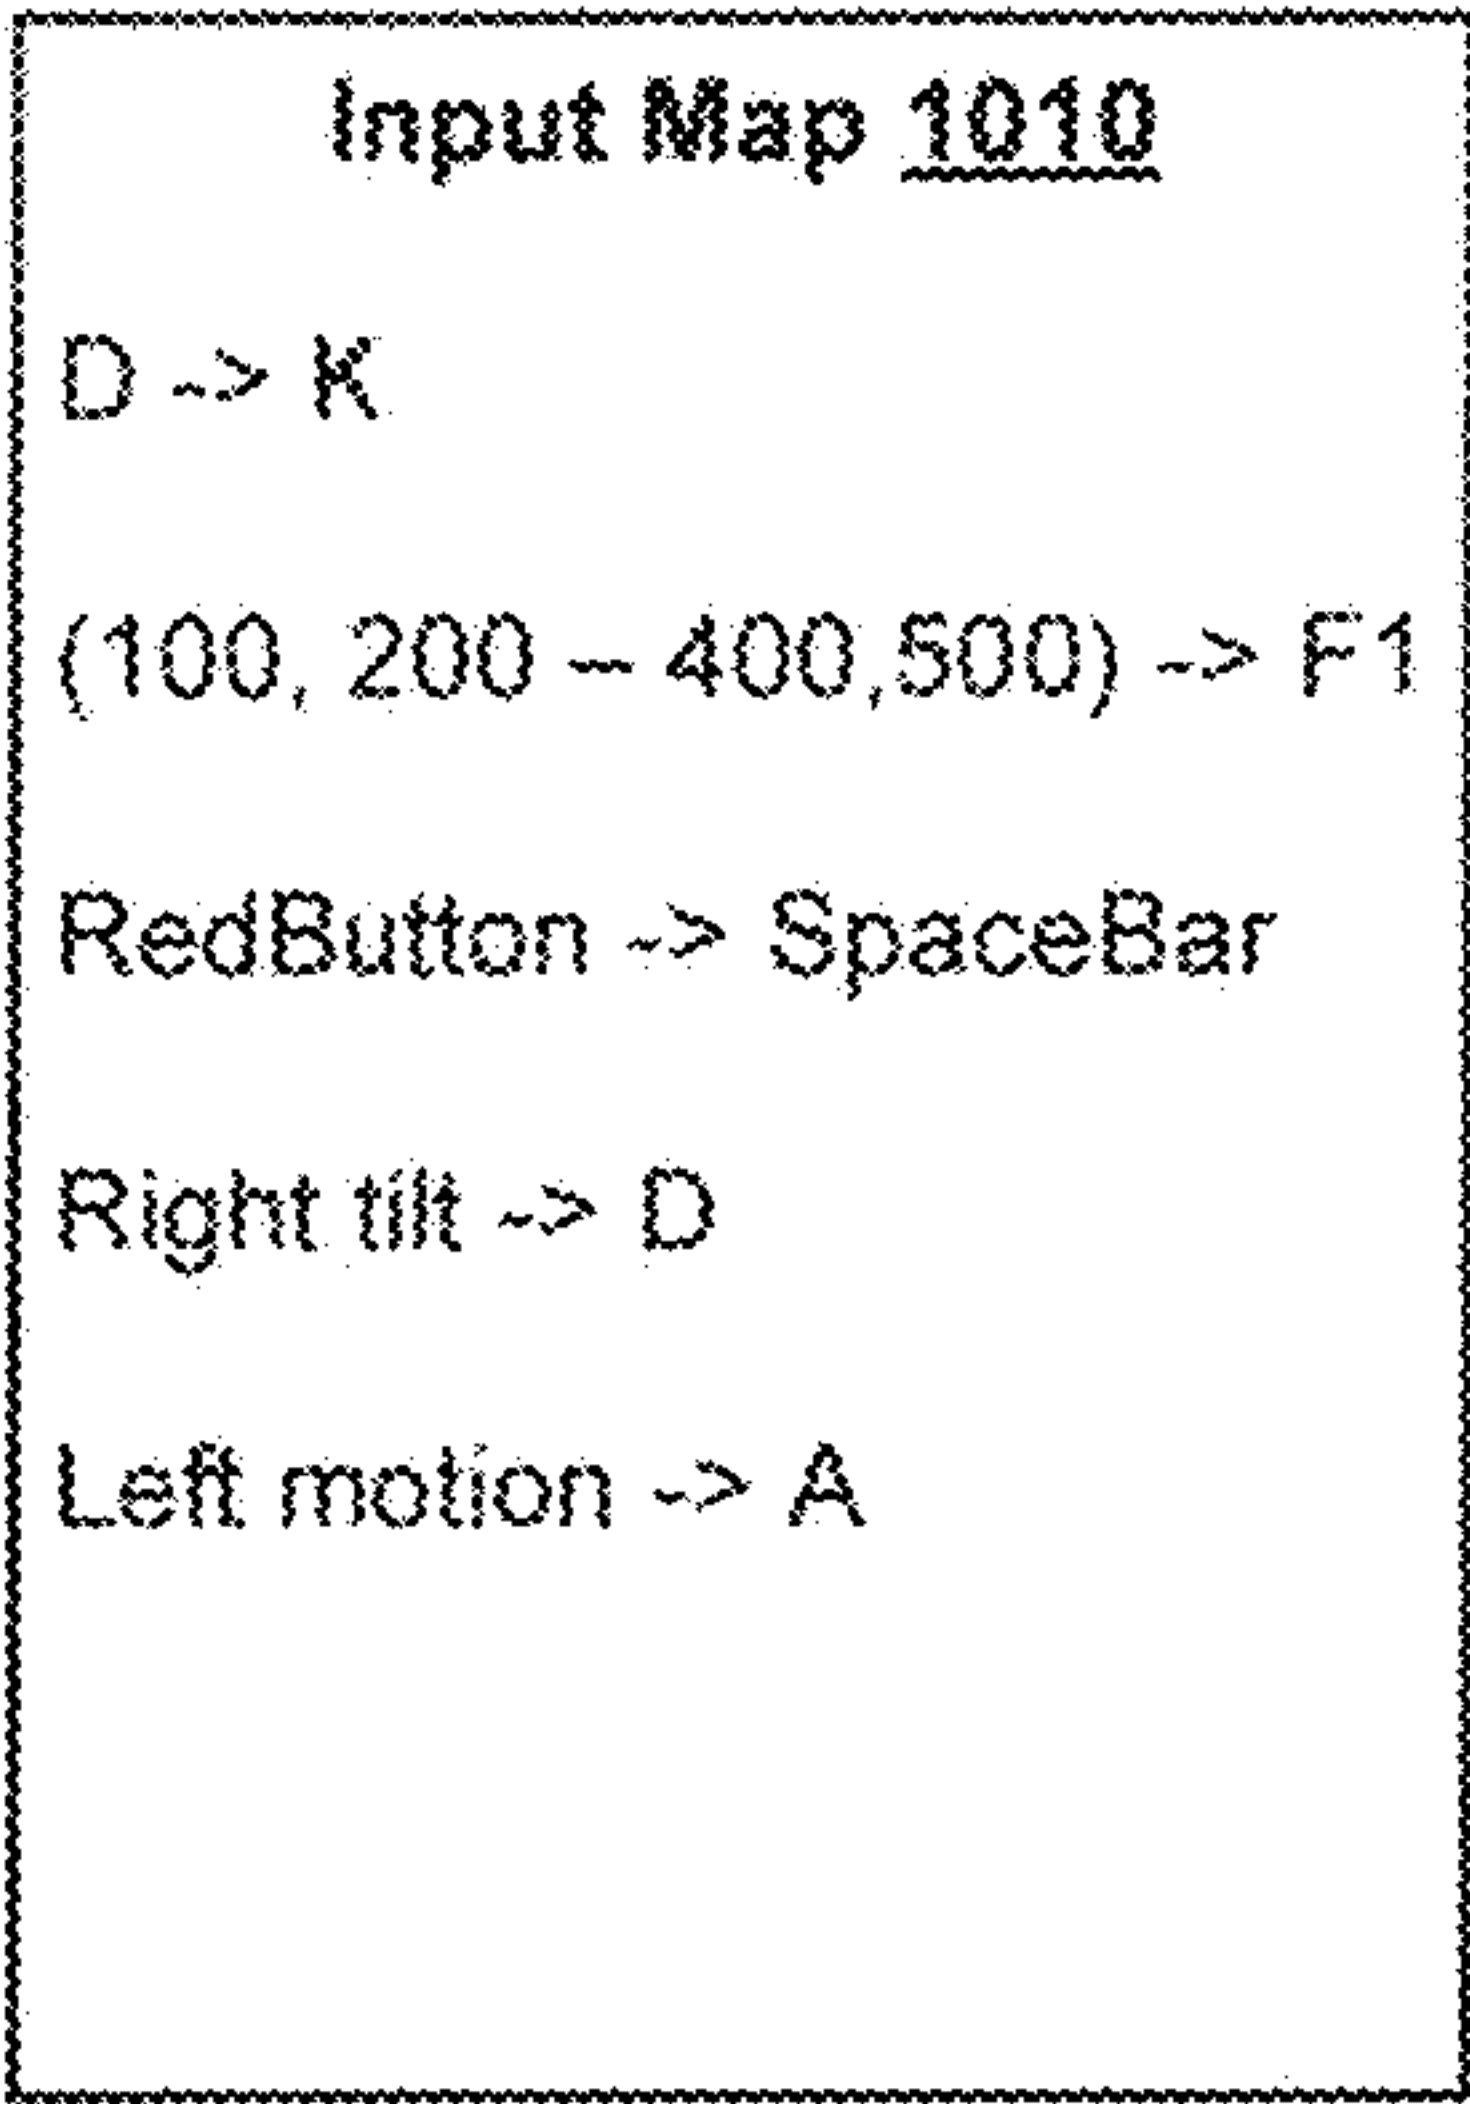 Input Map 1010
D -> K
(100, 200 – 400,500) -> F1
RedButton -> SpaceBar
Right tilt -> D
Left motion -> A